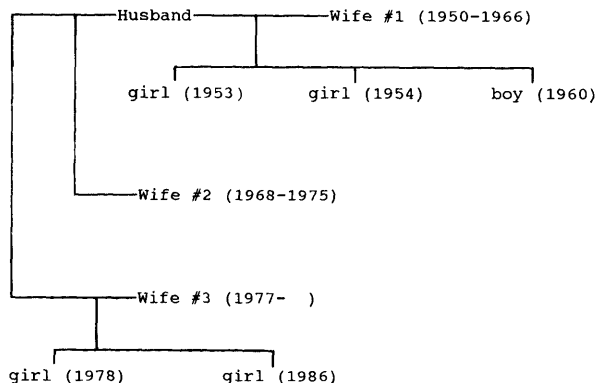 Husband Wife #1 (1950-1966)
girl (1953) girl (1954) boy (1960)
Wife #2 (1968-1975)
Wife #3 (1977- )
girl (1978) girl (1986)